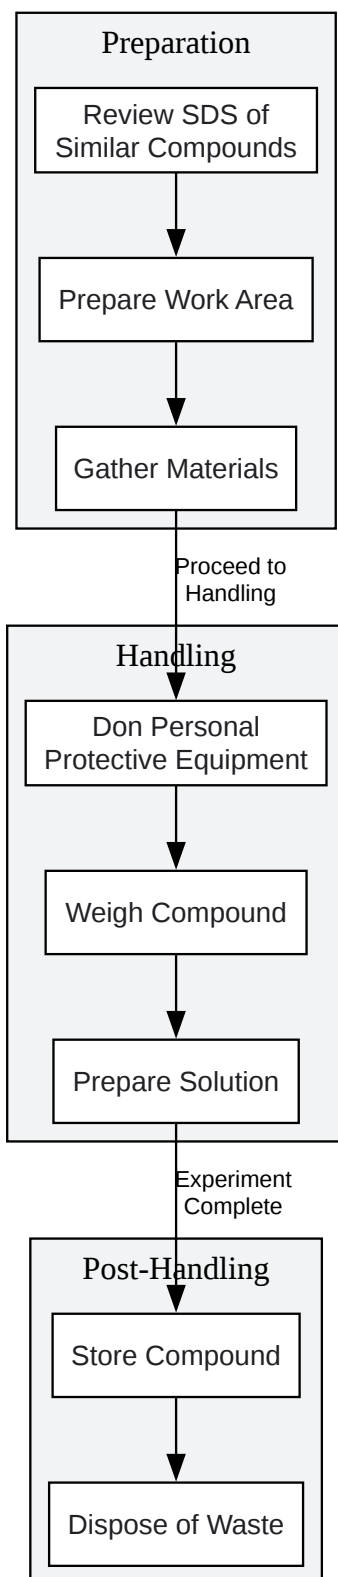 Preparation
Review SDS of
Similar Compounds
Prepare Work Area
Gather Materials
Proceed to
Handling
Handling
Don Personal
Protective Equipment
Weigh Compound
Prepare Solution
Experiment
Complete
Post-Handling
Store Compound
Dispose of Waste